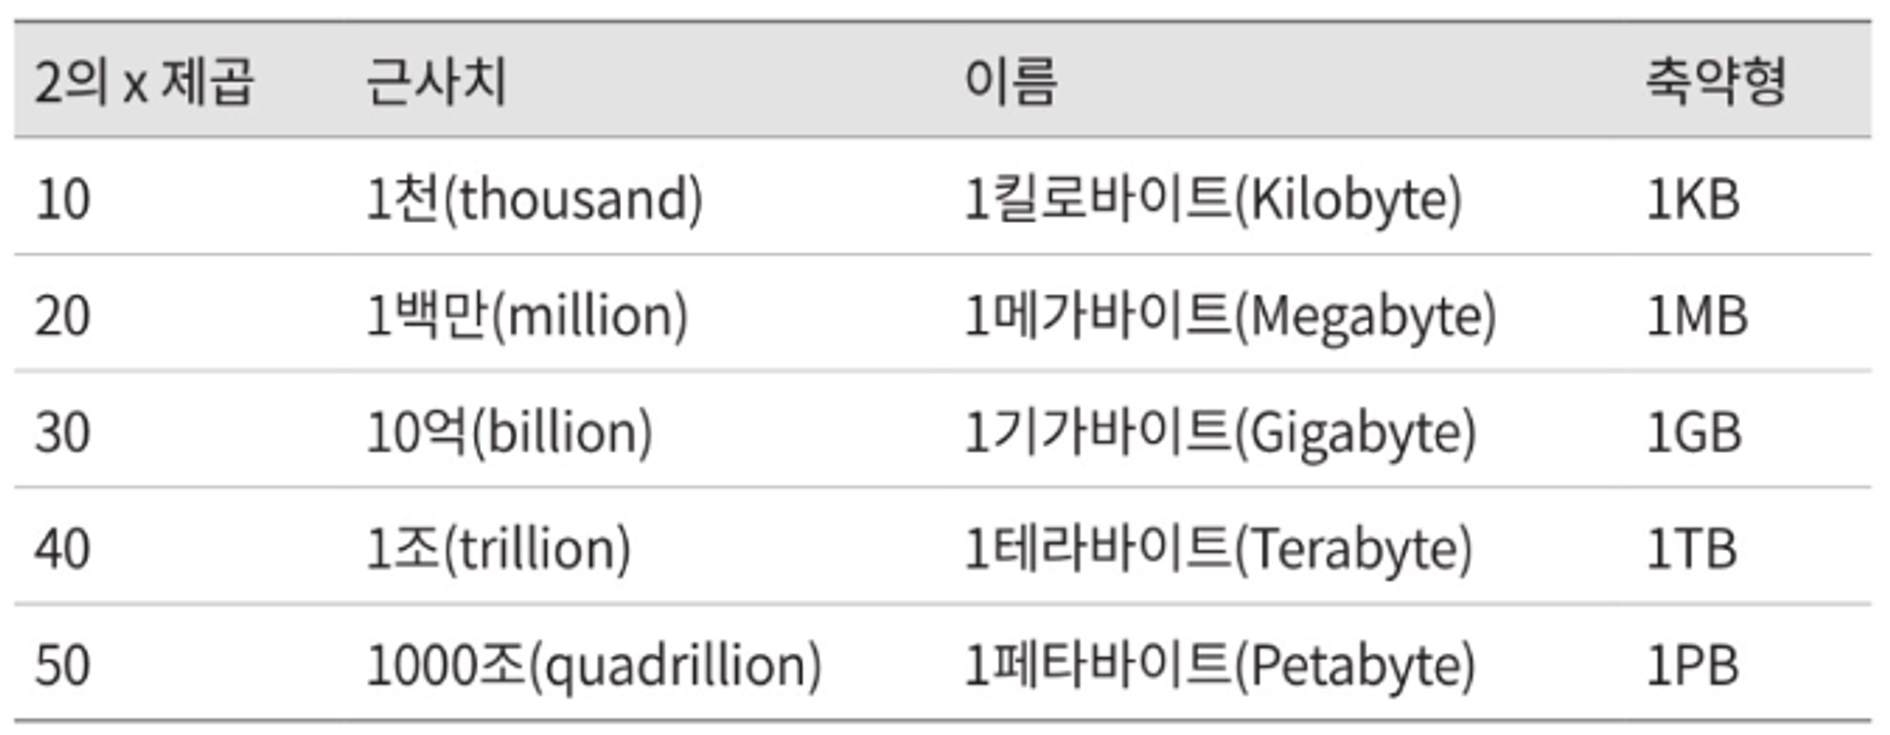 2의 x 제곱 근사치 이름 축약형
10 1천(thousand) 1킬로바이트(Kilobyte) 1KB
20 1백만(million) 1메가바이트(Megabyte) 1MB
30 10억(billion) 1기가바이트(Gigabyte) 1GB
40 1조(trillion) 1테라바이트(Terabyte) 1TB
50 1000조(quadrillion) 1페타바이트(Petabyte) 1PB